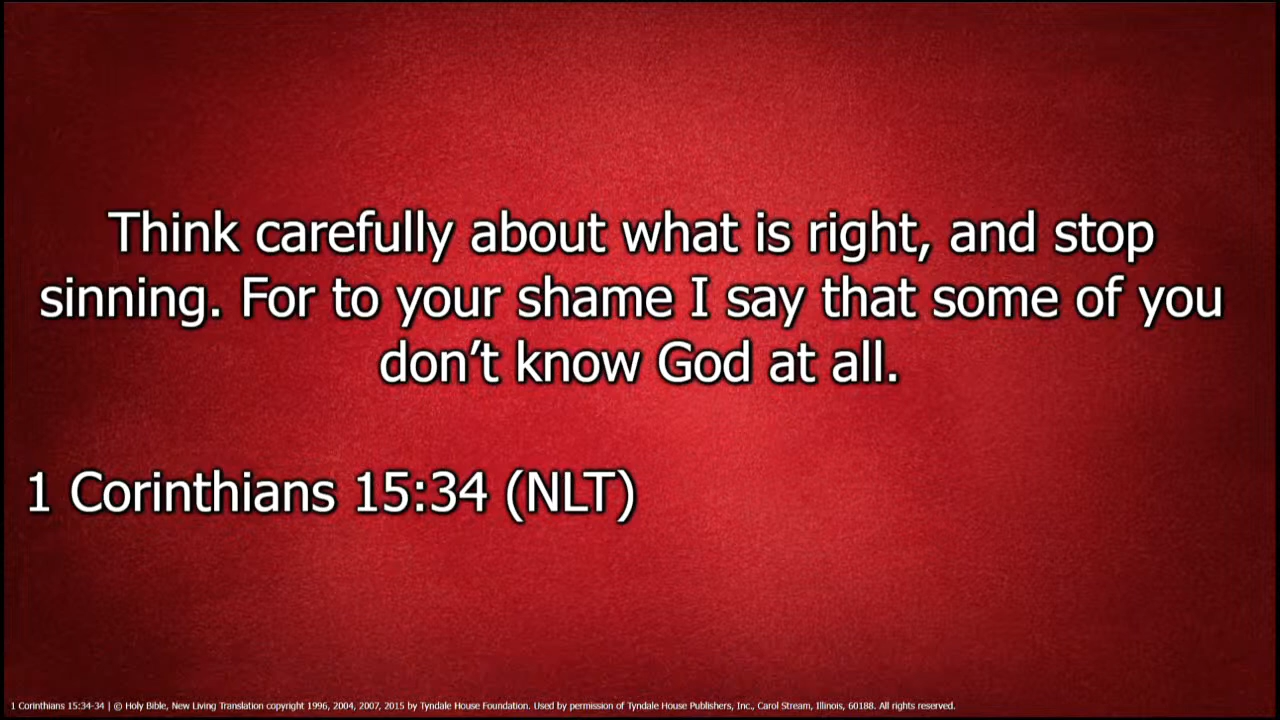 Think carefully about what is right, and stop
sinning. For to your shame I say that some of you
don’t know God at all.
1 Corinthians 15:34 (NLT)
1 Corinthians 15:34-34 | © Holy Bible, New Living Translation copyright 1996, 2004, 2007, 2015 by Tyndale House Foundation. Used by permission of Tyndale House Publishers, Inc., Carol Stream, Illinois, 60188. All rights reserved.